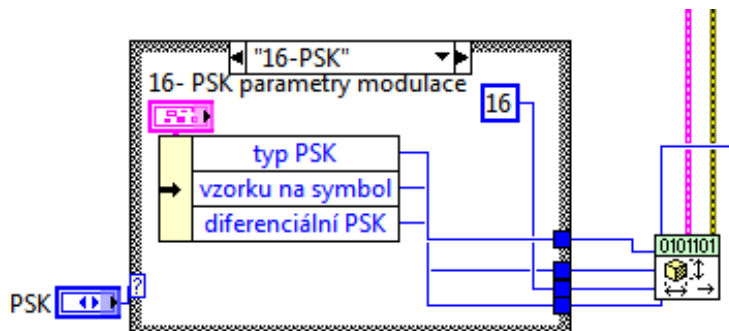 "16-PSK"
16- PSK parametry modulace
16
typ PSK
vzorku na symbol
diferenciální PSK
?
0101101
PSK